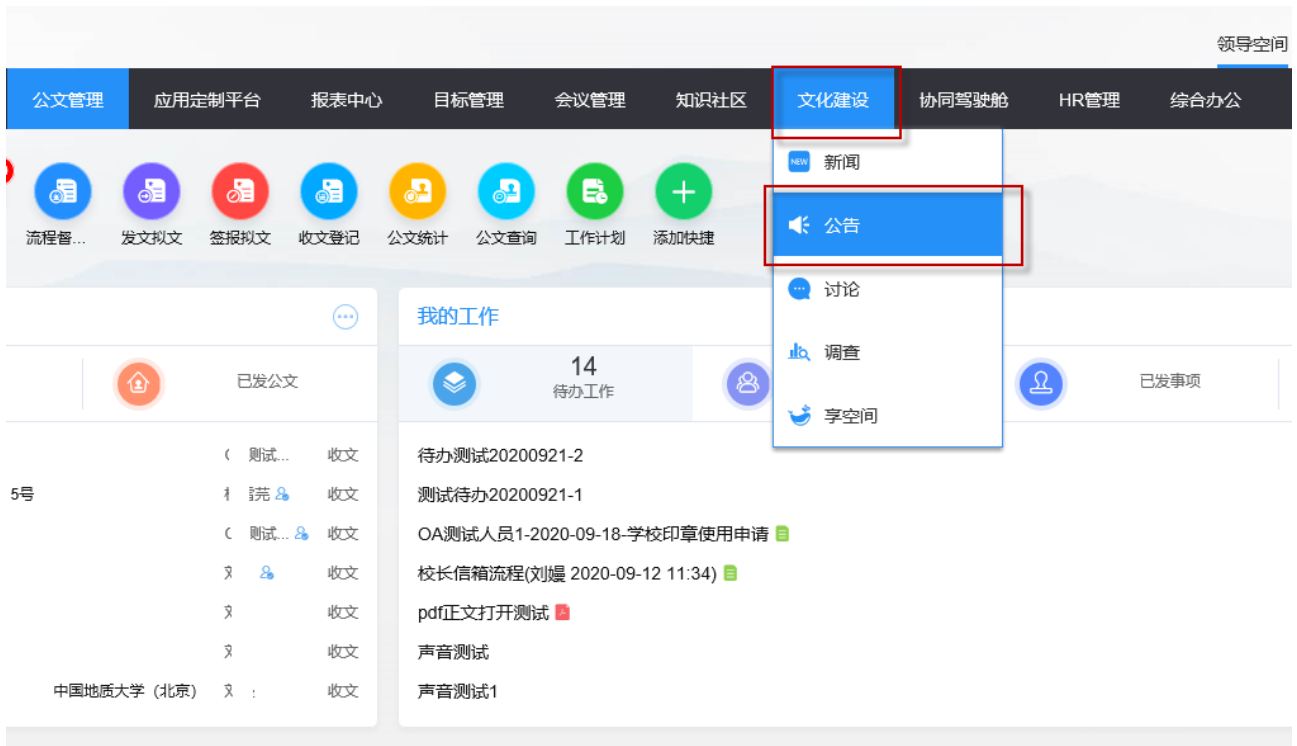 领导空间
公文管理 应用定制平台 报表中心 目标管理 会议管理 知识社区 文化建设 协同驾驶舱 HR管理 综合办公
NEW 新闻
公告
讨论
调查
享空间
流程督... 发文拟文 签报拟文 收文登记 公文统计 公文查询 工作计划 添加快捷
我的工作
已发公文
14
待办工作
已发事项
测试... 收文
5号 芫 收文
测试... 收文
收文
收文
收文
中国地质大学（北京） 收文
待办测试20200921-2
测试待办20200921-1
OA测试人员1-2020-09-18-学校印章使用申请
校长信箱流程(刘嫚 2020-09-12 11:34)
pdf正文打开测试
声音测试
声音测试1